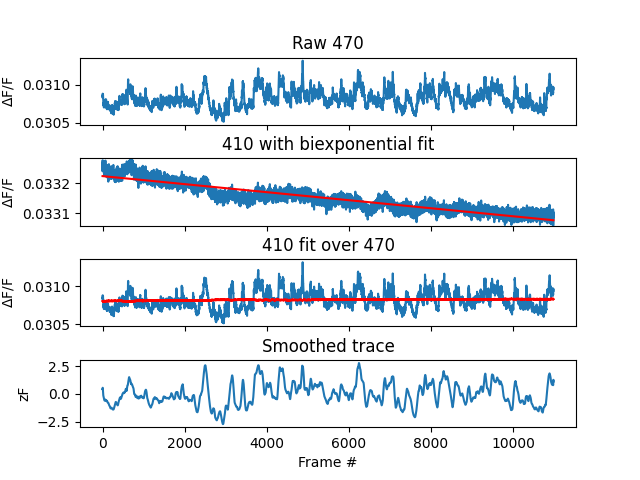 Raw 470
ΔF/F
0.0310
0.0305
410 with biexponential fit
ΔF/F
0.0332
0.0331
410 fit over 470
ΔF/F
0.0310
0.0305
Smoothed trace
zF
2.5
0.0
−2.5
0 2000 4000 6000 8000 10000
Frame #